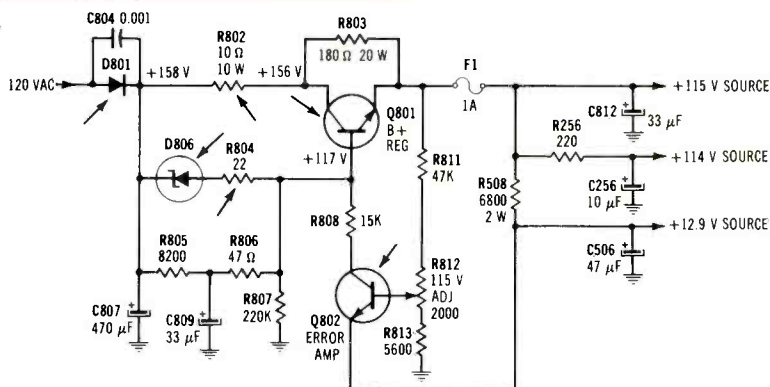 C804 0.001
R802
10 Ω
10 W
R803
180 Ω 20 W
D801
120 VAC
+158 V
+156 V
F1
1A
+115 V SOURCE
Q801
B +
REG
C812
33 µF
D806
R804
22
+117 V
R811
47K
R256
220
+114 V SOURCE
C256
10 µF
R508
6800
2 W
R808
15K
+12.9 V SOURCE
R805
8200
R806
47 Ω
R812
115 V
ADJ
2000
C506
47 µF
C807
470 µF
C809
33 µF
R807
220K
Q802
ERROR
AMP
R813
5600